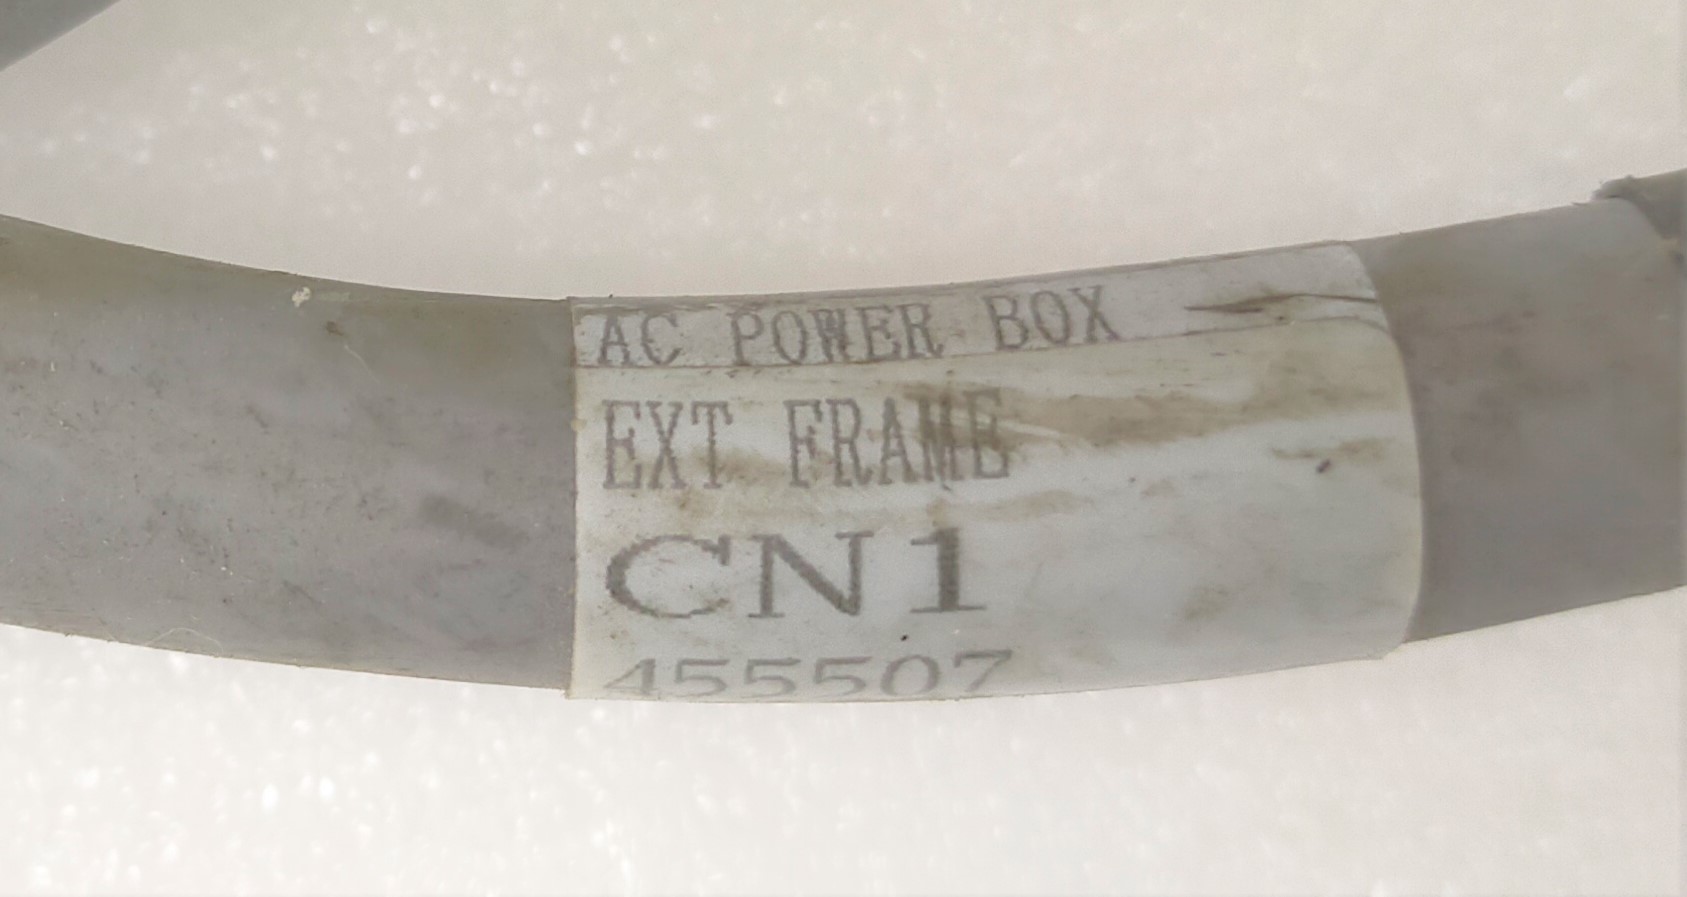 AC POWER BOX
EXT FRAME
CN1
455507